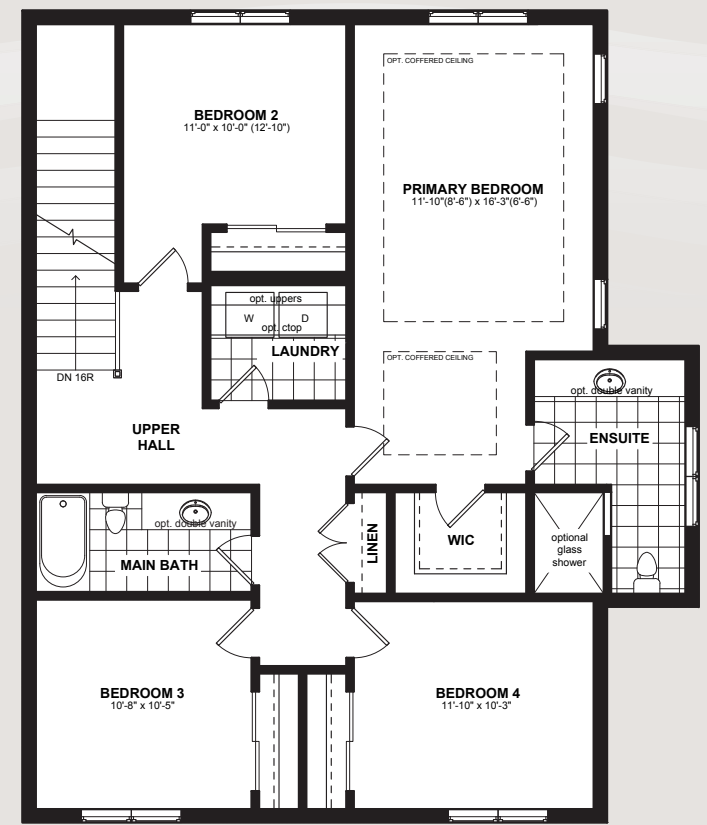 OPT. COFFERED CEILING
BEDROOM 2
11'-0" x 10'-0" (12'-10")
PRIMARY BEDROOM
11'-10"(8'-6") x 16'-3"(6'-6")
opt. uppers
W D
opt. ctop
LAUNDRY
DN 16R
OPT. COFFERED CEILING
opt. double vanity
ENSUITE
UPPER
HALL
opt. double vanity
MAIN BATH
LINEN
WIC
optional
glass
shower
BEDROOM 3
10'-8" x 10'-5"
BEDROOM 4
11'-10" x 10'-3"